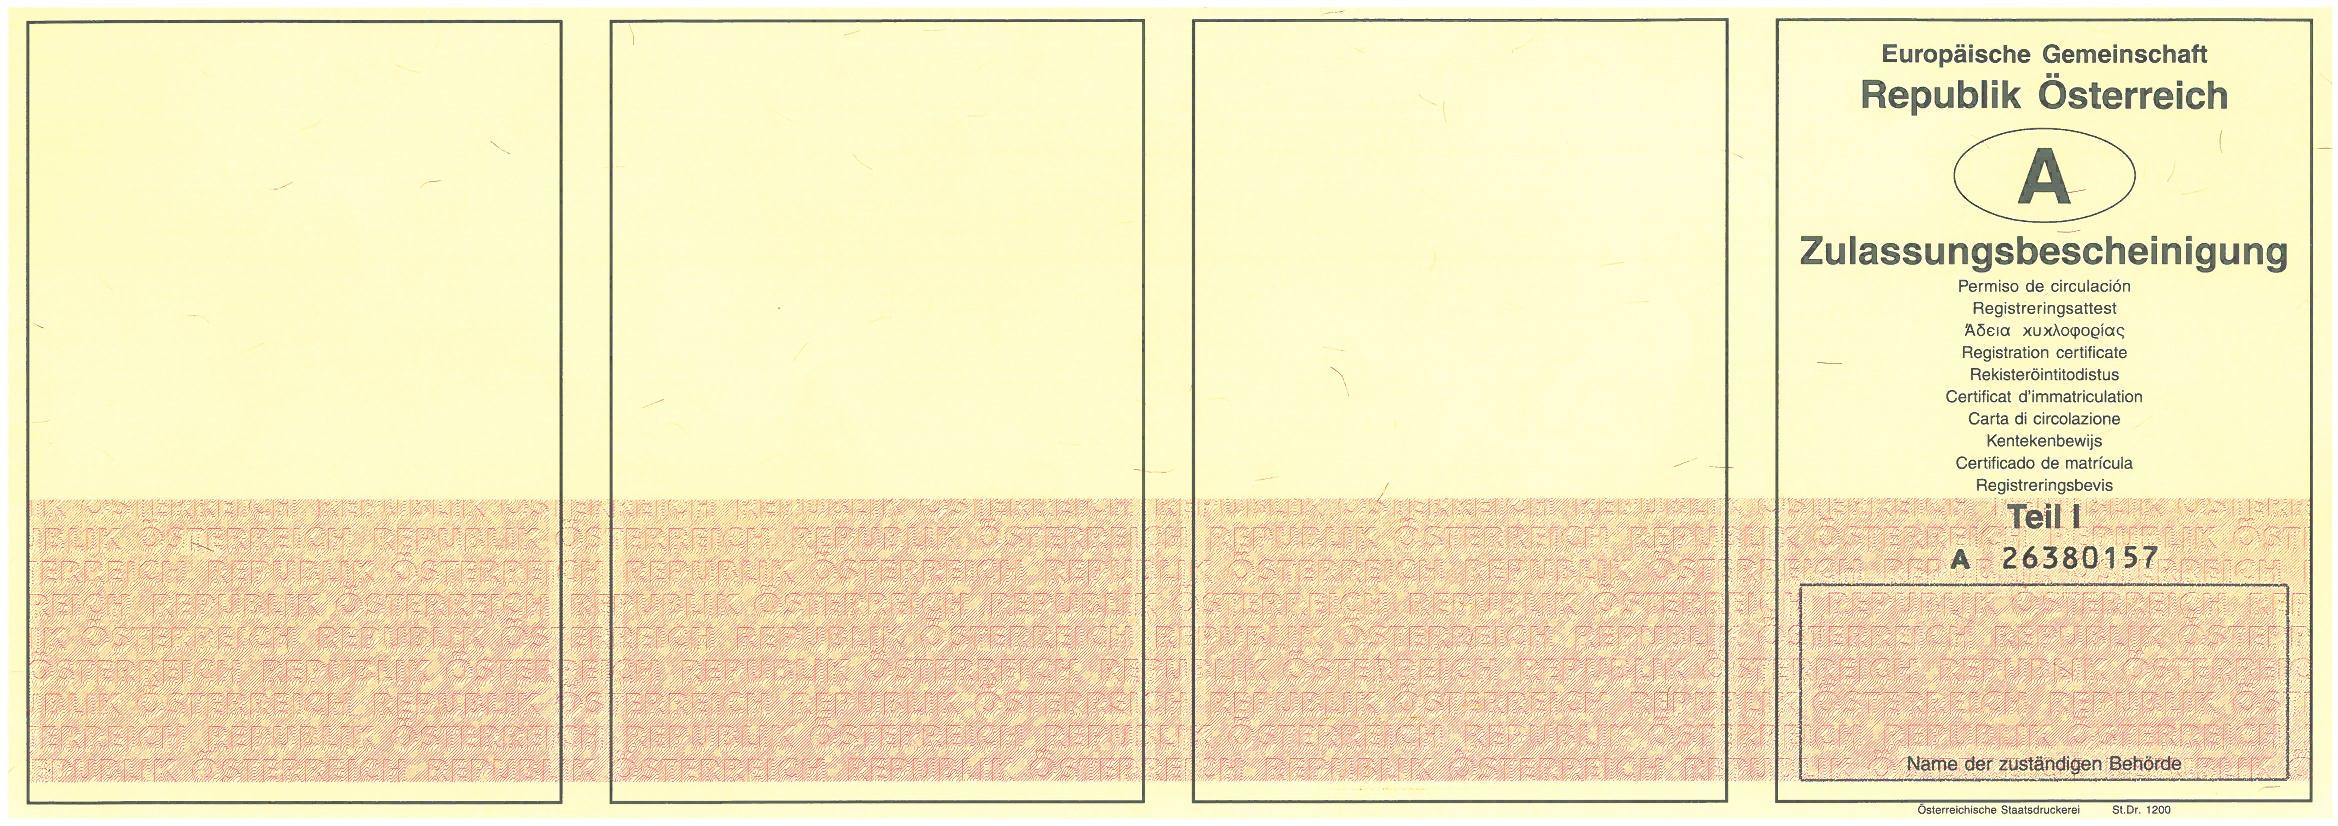 Europäische Gemeinschaft
Republik Österreich
A
Zulassungsbescheinigung
Permiso de circulación
Registreringsattest
Άδεια χυχλοφορίας
Registration certificate
Rekisteröintitodistus
Certificat d'immatriculation
Carta di circolazione
Kentekenbewijs
Certificado de matrícula
Registreringsbevis
Teil I
A 26380157
Name der zuständigen Behörde
Österreichische Staatsdruckerei St.Dr. 1200